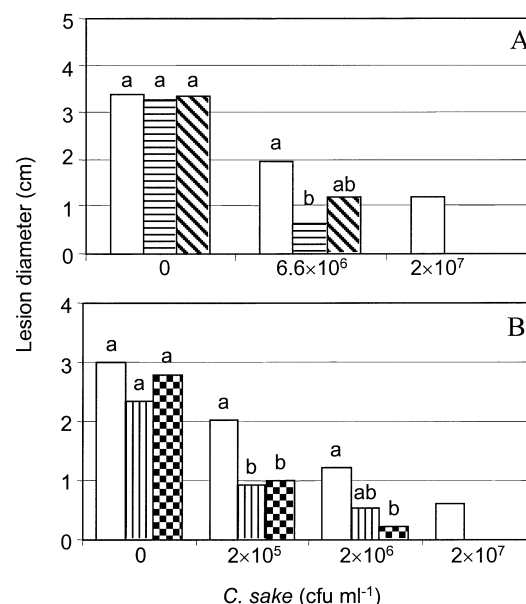 A
5
4
3
2
1
0
a a a
a
b
ab
0 6.6×10⁶ 2×10⁷
Lesion diameter (cm)
B
4
3
2
1
0
a
a
a
a
b b
a
ab
b
0 2×10⁵ 2×10⁶ 2×10⁷
C. sake (cfu ml⁻¹)